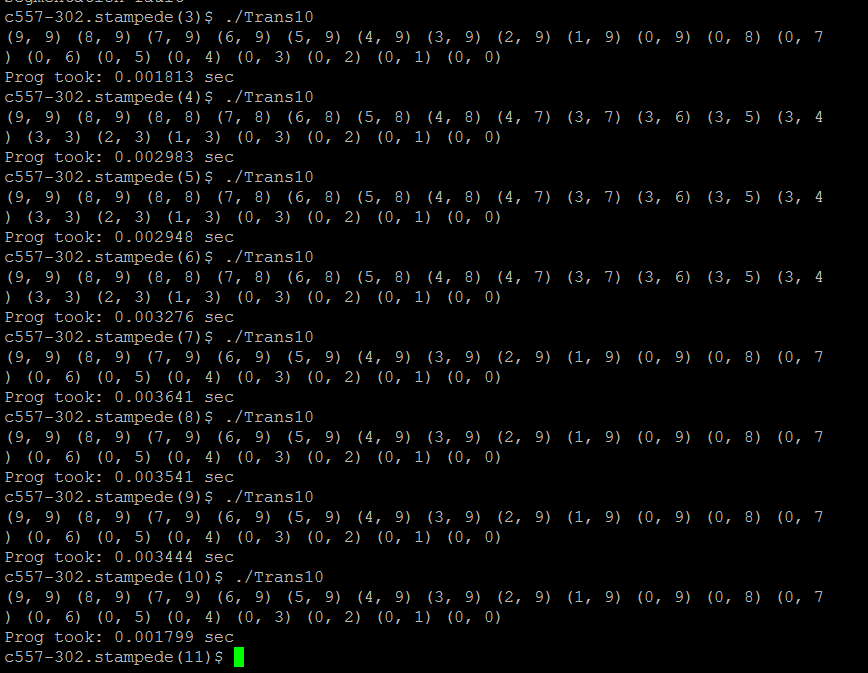 Segmentation fault
c557-302.stampede(3)$ ./Trans10
(9, 9) (8, 9) (7, 9) (6, 9) (5, 9) (4, 9) (3, 9) (2, 9) (1, 9) (0, 9) (0, 8) (0, 7
) (0, 6) (0, 5) (0, 4) (0, 3) (0, 2) (0, 1) (0, 0)
Prog took: 0.001813 sec
c557-302.stampede(4)$ ./Trans10
(9, 9) (8, 9) (8, 8) (7, 8) (6, 8) (5, 8) (4, 8) (4, 7) (3, 7) (3, 6) (3, 5) (3, 4
) (3, 3) (2, 3) (1, 3) (0, 3) (0, 2) (0, 1) (0, 0)
Prog took: 0.002983 sec
c557-302.stampede(5)$ ./Trans10
(9, 9) (8, 9) (8, 8) (7, 8) (6, 8) (5, 8) (4, 8) (4, 7) (3, 7) (3, 6) (3, 5) (3, 4
) (3, 3) (2, 3) (1, 3) (0, 3) (0, 2) (0, 1) (0, 0)
Prog took: 0.002948 sec
c557-302.stampede(6)$ ./Trans10
(9, 9) (8, 9) (8, 8) (7, 8) (6, 8) (5, 8) (4, 8) (4, 7) (3, 7) (3, 6) (3, 5) (3, 4
) (3, 3) (2, 3) (1, 3) (0, 3) (0, 2) (0, 1) (0, 0)
Prog took: 0.003276 sec
c557-302.stampede(7)$ ./Trans10
(9, 9) (8, 9) (7, 9) (6, 9) (5, 9) (4, 9) (3, 9) (2, 9) (1, 9) (0, 9) (0, 8) (0, 7
) (0, 6) (0, 5) (0, 4) (0, 3) (0, 2) (0, 1) (0, 0)
Prog took: 0.003641 sec
c557-302.stampede(8)$ ./Trans10
(9, 9) (8, 9) (7, 9) (6, 9) (5, 9) (4, 9) (3, 9) (2, 9) (1, 9) (0, 9) (0, 8) (0, 7
) (0, 6) (0, 5) (0, 4) (0, 3) (0, 2) (0, 1) (0, 0)
Prog took: 0.003541 sec
c557-302.stampede(9)$ ./Trans10
(9, 9) (8, 9) (7, 9) (6, 9) (5, 9) (4, 9) (3, 9) (2, 9) (1, 9) (0, 9) (0, 8) (0, 7
) (0, 6) (0, 5) (0, 4) (0, 3) (0, 2) (0, 1) (0, 0)
Prog took: 0.003444 sec
c557-302.stampede(10)$ ./Trans10
(9, 9) (8, 9) (7, 9) (6, 9) (5, 9) (4, 9) (3, 9) (2, 9) (1, 9) (0, 9) (0, 8) (0, 7
) (0, 6) (0, 5) (0, 4) (0, 3) (0, 2) (0, 1) (0, 0)
Prog took: 0.001799 sec
c557-302.stampede(11)$